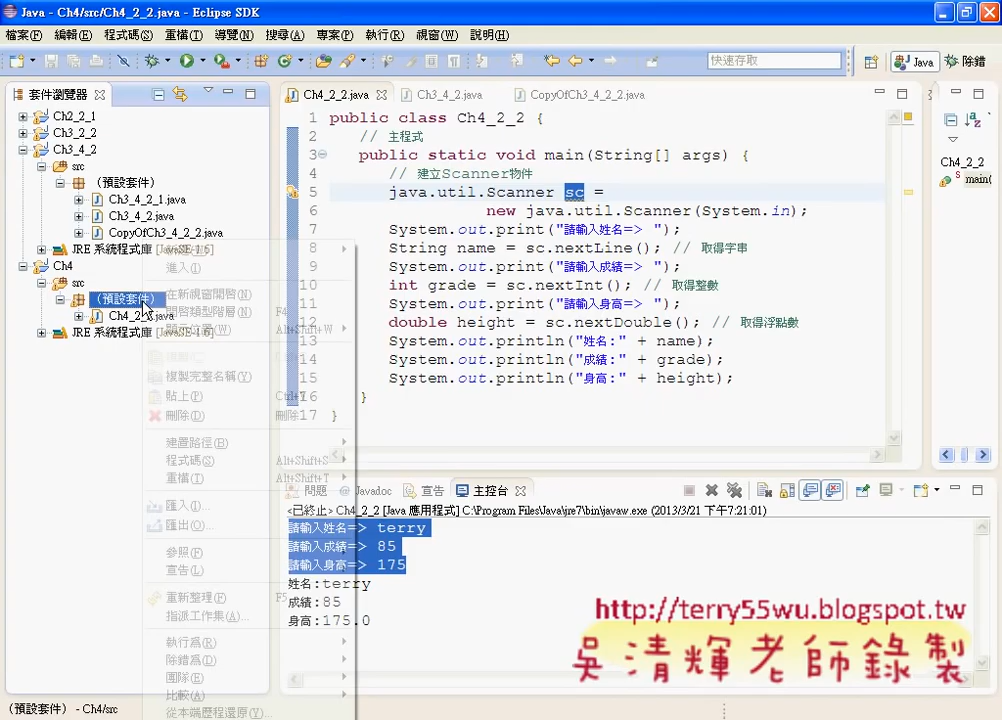 Java - Ch4/src/Ch4_2_2.java - Eclipse SDK
檔案(F) 編輯(E) 程式碼(S) 重構(T) 導覽(N) 搜尋(A) 專案(P) 執行(R) 視窗(W) 說明(H)
快速存取 Java 除錯
套件瀏覽器
Ch2_2_1
Ch3_2_2
Ch3_4_2
src
(預設套件)
Ch3_4_2_1.java
Ch3_4_2.java
CopyOfCh3_4_2_2.java
JRE 系統程式庫 [JavaSE-1.6]
Ch4
src
(預設套件)
Ch4_2_2.java
JRE 系統程式庫 [JavaSE-1.6]
進入(I)
在新視窗開啟(N)
開啟類型階層(N) F4
顯示位置(W) Alt+Shift+W
複製完整名稱(Y)
貼上(P)
刪除(D) 刪除
建置路徑(B)
程式碼(S) Alt+Shift+S
重構(T) Alt+Shift+T
匯入(I)...
匯出(O)...
參照(F)
宣告(L)
重新整理(F) F5
指派工作集(A)...
執行為(R)
除錯為(D)
團隊(E)
比較(A)
從本端歷程還原(Y)...
Ch4_2_2.java Ch3_4_2.java CopyOfCh3_4_2_2.java
1 public class Ch4_2_2 {
2 // 主程式
3 public static void main(String[] args) {
4 // 建立Scanner物件
5 java.util.Scanner sc =
6 new java.util.Scanner(System.in);
7 System.out.print("請輸入姓名=> ");
8 String name = sc.nextLine(); // 取得字串
9 System.out.print("請輸入成績=> ");
10 int grade = sc.nextInt(); // 取得整數
11 System.out.print("請輸入身高=> ");
12 double height = sc.nextDouble(); // 取得浮點數
13 System.out.println("姓名:" + name);
14 System.out.println("成績:" + grade);
15 System.out.println("身高:" + height);
16 }
17 }
Ch4_2_2
main(
問題 @ Javadoc 宣告 主控台
<已終止> Ch4_2_2 [Java 應用程式] C:\Program Files\Java\jre7\bin\javaw.exe (2013/3/21 下午7:21:01)
請輸入姓名=> terry
請輸入成績=> 85
請輸入身高=> 175
姓名:terry
成績:85
身高:175.0
http://terry55wu.blogspot.tw
吳清輝老師錄製
(預設套件) - Ch4/src